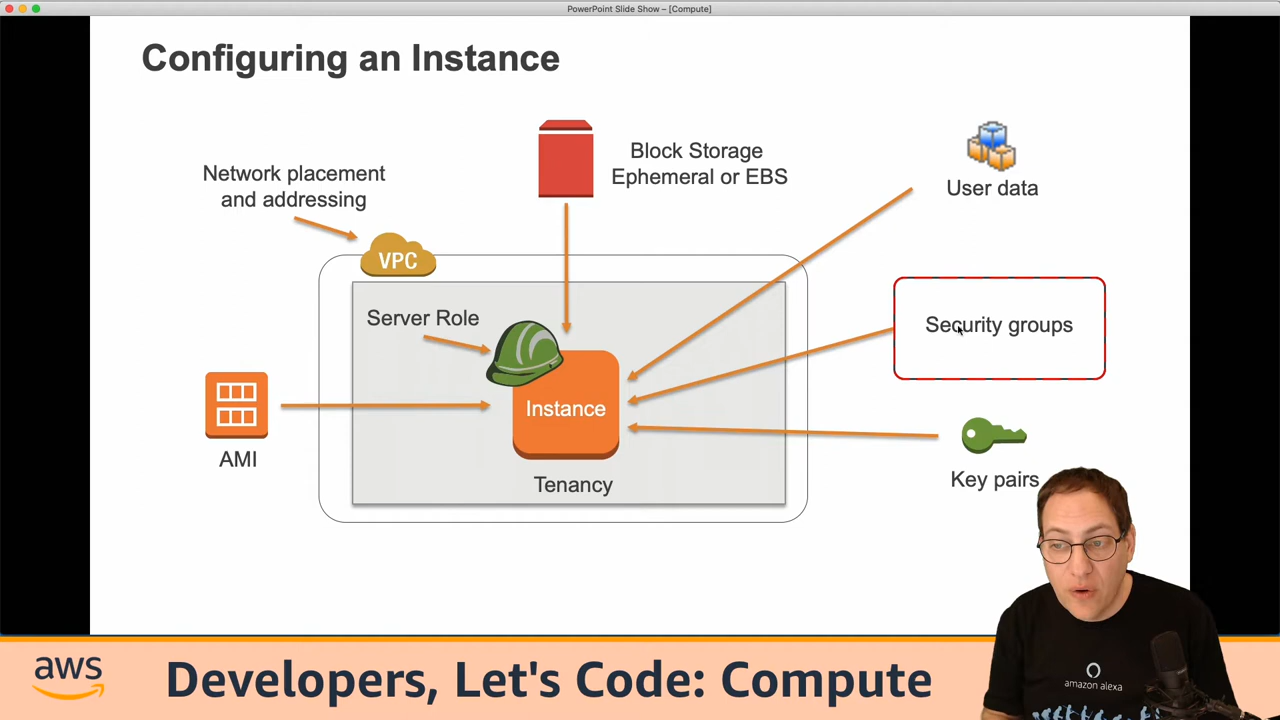 PowerPoint Slide Show – [Compute]
Configuring an Instance
Network placement
and addressing
Block Storage
Ephemeral or EBS
User data
VPC
Server Role
Security groups
Instance
AMI
Tenancy
Key pairs
aws
Developers, Let's Code: Compute
amazon alexa